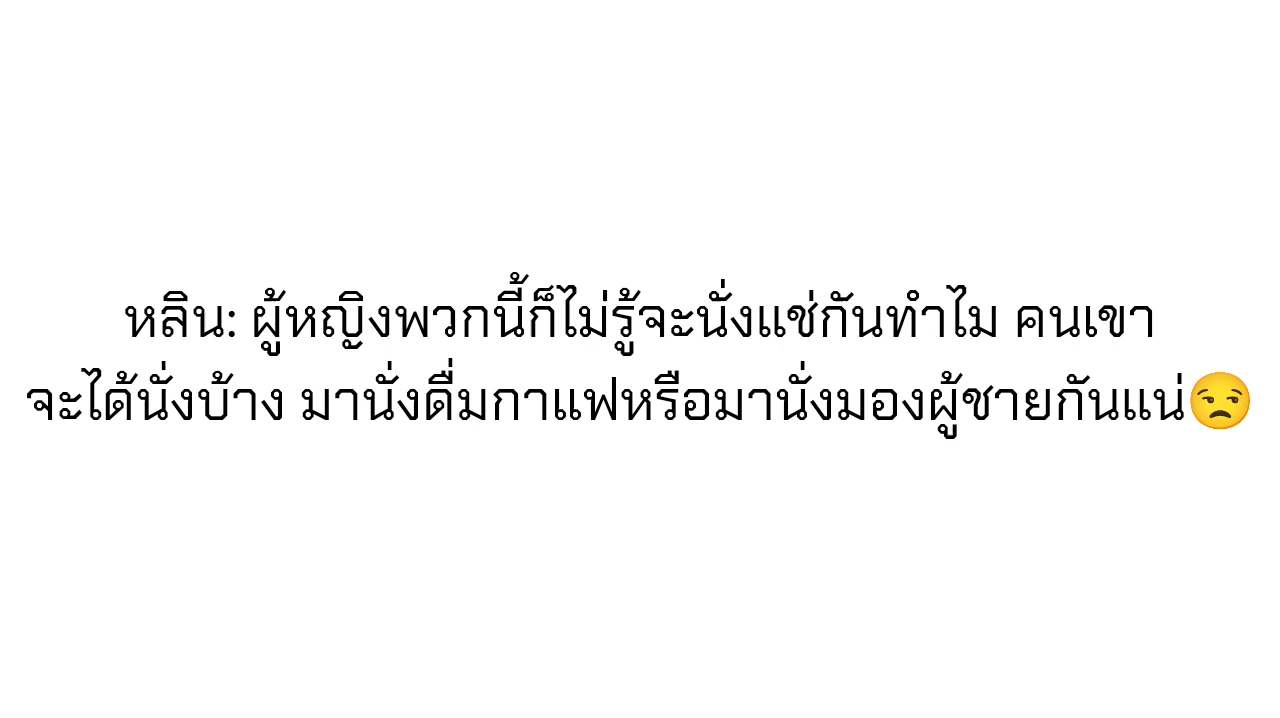 หลิน: ผู้หญิงพวกนี้ก็ไม่รู้จะนั่งแช่กันทำไม คนเขา
จะได้นั่งบ้าง มานั่งดื่มกาแฟหรือมานั่งมองผู้ชายกันแน่😒